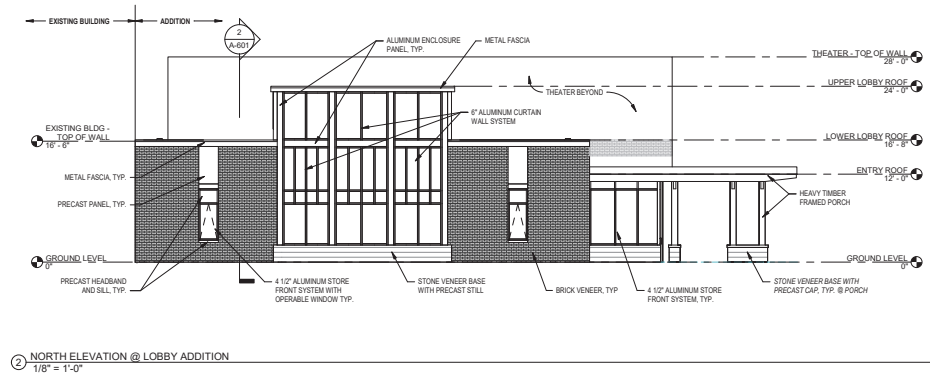 EXISTING BUILDING
ADDITION
2
A-601
ALUMINUM ENCLOSURE
PANEL, TYP.
METAL FASCIA
THEATER - TOP OF WALL
28' - 0"
UPPER LOBBY ROOF
24' - 0"
THEATER BEYOND
6" ALUMINUM CURTAIN
WALL SYSTEM
EXISTING BLDG -
TOP OF WALL
16' - 6"
LOWER LOBBY ROOF
16' - 8"
METAL FASCIA, TYP.
ENTRY ROOF
12' - 0"
PRECAST PANEL, TYP.
HEAVY TIMBER
FRAMED PORCH
GROUND LEVEL
0"
GROUND LEVEL
0"
PRECAST HEADBAND
AND SILL, TYP.
4 1/2" ALUMINUM STORE
FRONT SYSTEM WITH
OPERABLE WINDOW TYP.
STONE VENEER BASE
WITH PRECAST STILL
BRICK VENEER, TYP
4 1/2" ALUMINUM STORE
FRONT SYSTEM, TYP.
STONE VENEER BASE WITH
PRECAST CAP, TYP. @ PORCH
2 NORTH ELEVATION @ LOBBY ADDITION
1/8" = 1'-0"